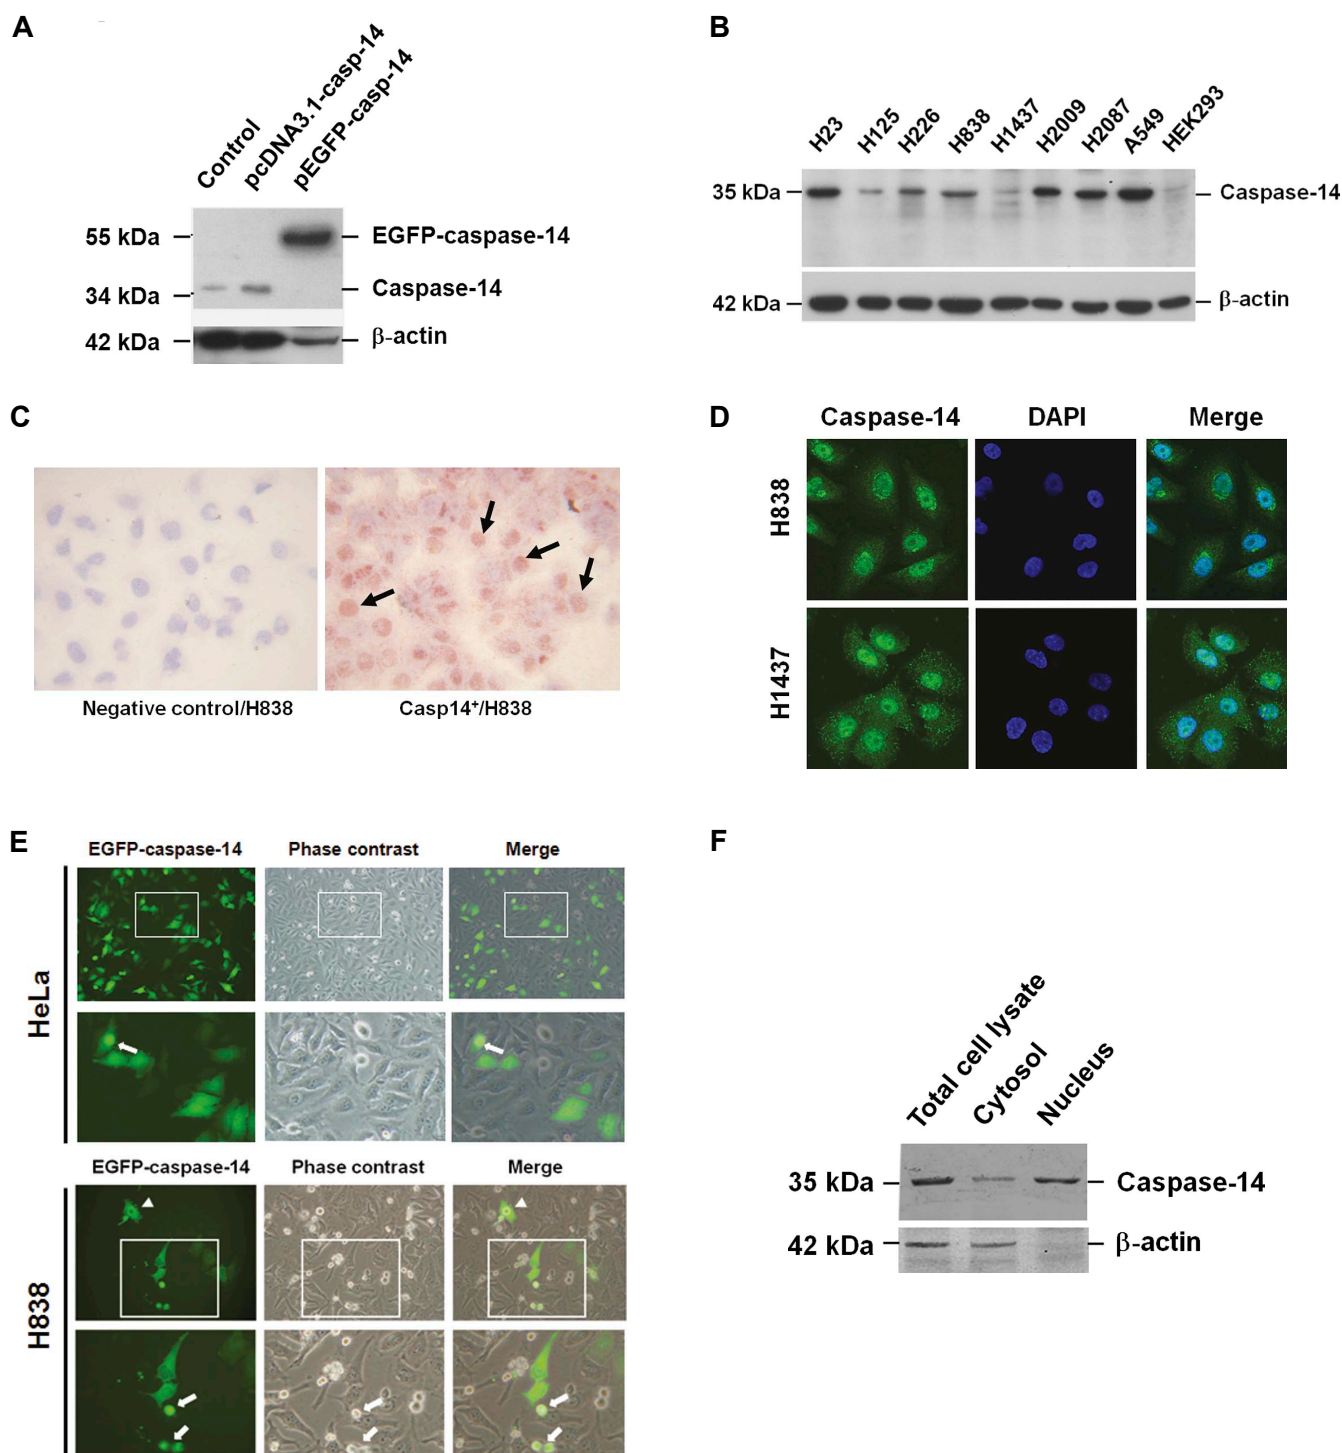 A
Control
pcDNA3.1-casp-14
pEGFP-casp-14
55 kDa
EGFP-caspase-14
34 kDa
Caspase-14
42 kDa
β-actin
B
H23
H125
H226
H838
H1437
H2009
H2087
A549
HEK293
35 kDa
Caspase-14
42 kDa
β-actin
C
Negative control/H838
Casp14⁺/H838
D
Caspase-14 DAPI Merge
H838
H1437
E
EGFP-caspase-14 Phase contrast Merge
HeLa
EGFP-caspase-14 Phase contrast Merge
H838
F
Total cell lysate
Cytosol
Nucleus
35 kDa
Caspase-14
42 kDa
β-actin